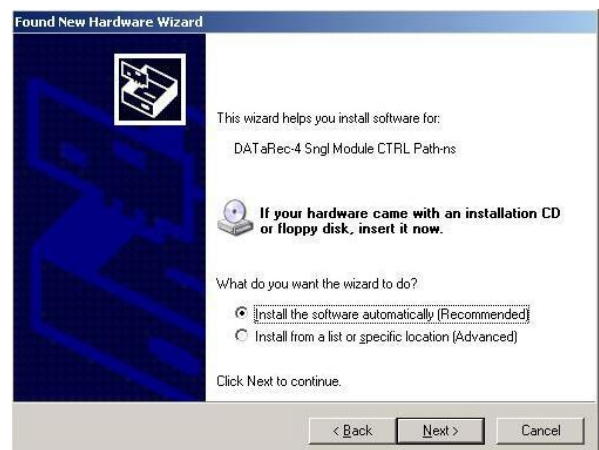 Found New Hardware Wizard
This wizard helps you install software for:
DATaRec-4 Sngl Module CTRL Path-ns
If your hardware came with an installation CD
or floppy disk, insert it now.
What do you want the wizard to do?
Install the software automatically (Recommended)
Install from a list or specific location (Advanced)
Click Next to continue.
< Back Next > Cancel